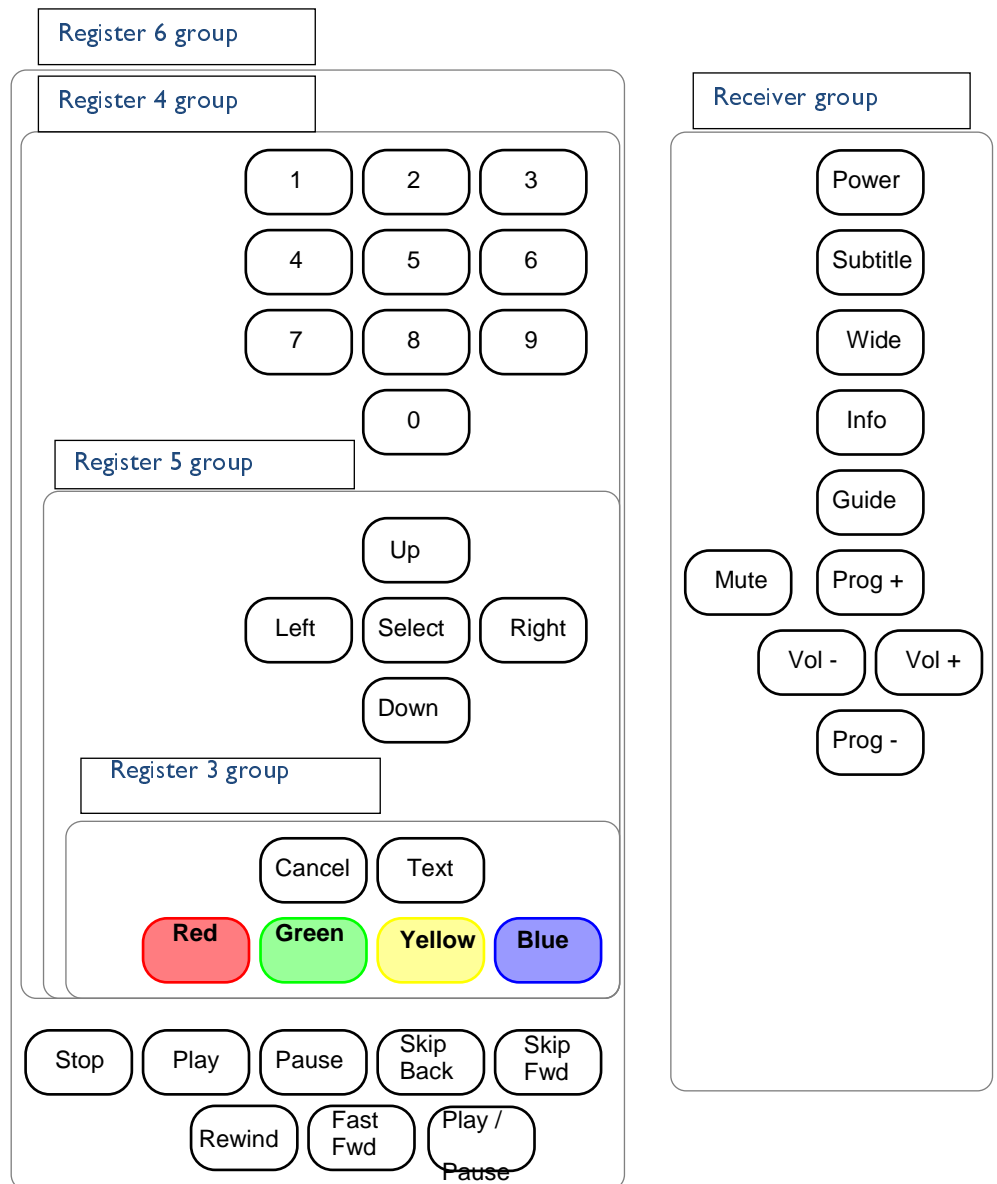 Register 6 group
Register 4 group
Receiver group
1 2 3
Power
4 5 6
Subtitle
7 8 9
Wide
0
Info
Register 5 group
Guide
Up
Mute Prog +
Left Select Right
Vol - Vol +
Down
Prog -
Register 3 group
Cancel Text
Red Green Yellow Blue
Stop Play Pause Skip Back Skip Fwd
Rewind Fast Fwd Play / Pause